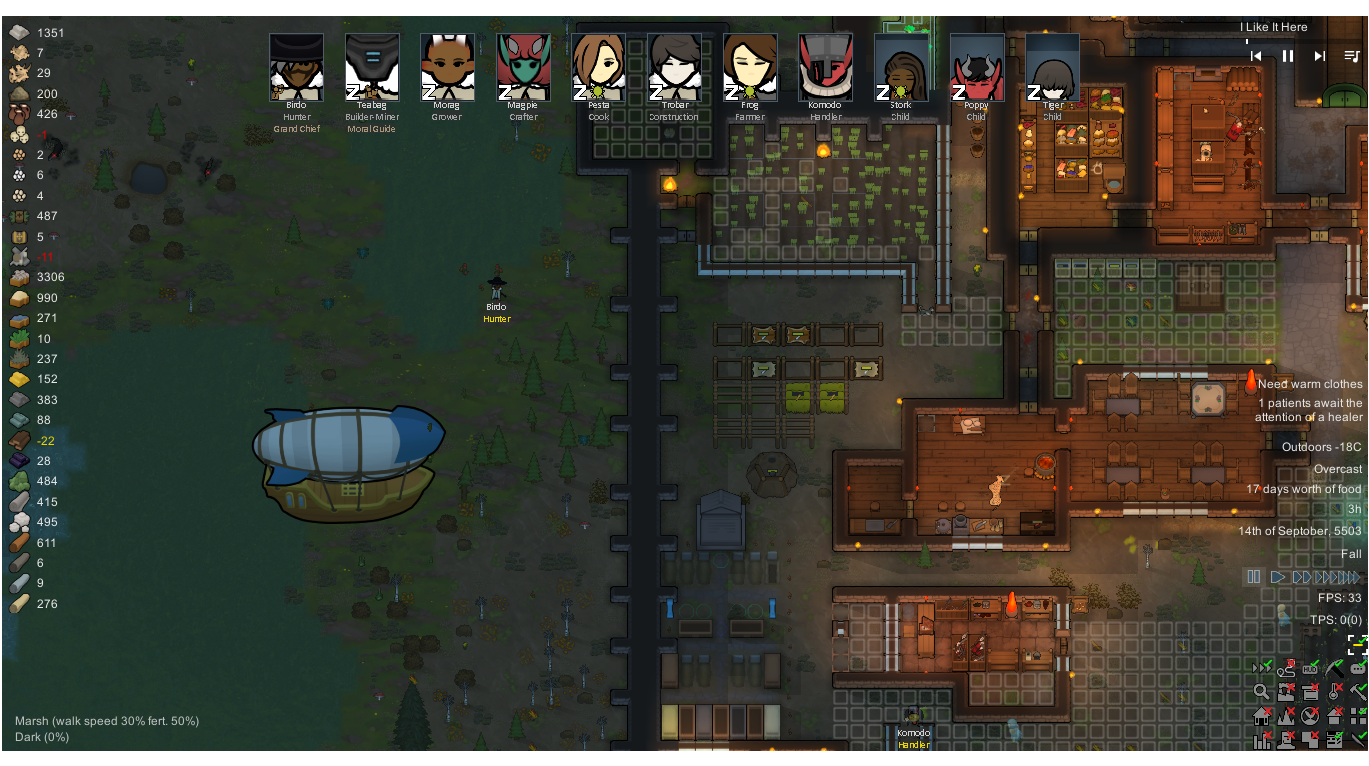 I Like It Here
1351
7
29
200
426
-1
2
6
4
487
5
-11
3306
990
271
10
237
152
383
88
-22
28
484
415
495
611
6
9
276
Birdo
Hunter
Grand Chief
Teabag
Builder-Miner
Moral Guide
Morag
Grower
Magpie
Crafter
Pesta
Cook
Trobar
Construction
Frog
Farmer
Komodo
Handler
Stork
Child
Poppy
Child
Tiger
Child
Birdo
Hunter
Need warm clothes
1 patients await the
attention of a healer
Outdoors -18C
Overcast
17 days worth of food
3h
14th of Septober, 5503
Fall
FPS: 33
TPS: 0(0)
Marsh (walk speed 30% fert. 50%)
Dark (0%)
Komodo
Handler